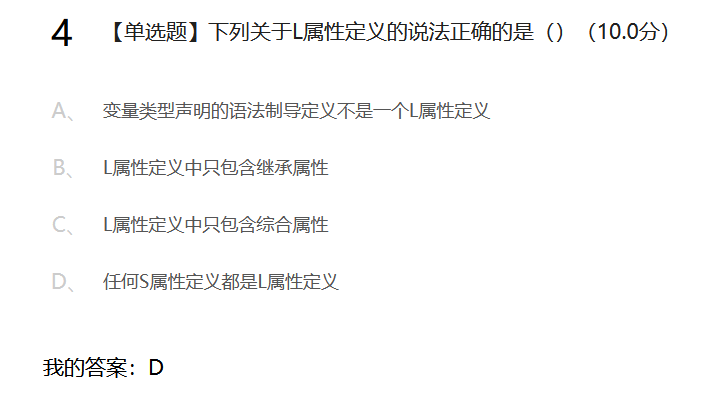 4 【单选题】下列关于L属性定义的说法正确的是（）（10.0分）
A、 变量类型声明的语法制导定义不是一个L属性定义
B、 L属性定义中只包含继承属性
C、 L属性定义中只包含综合属性
D、 任何S属性定义都是L属性定义
我的答案：D